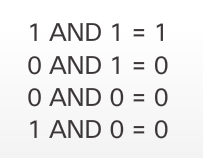 1 AND 1 = 1
0 AND 1 = 0
0 AND 0 = 0
1 AND 0 = 0